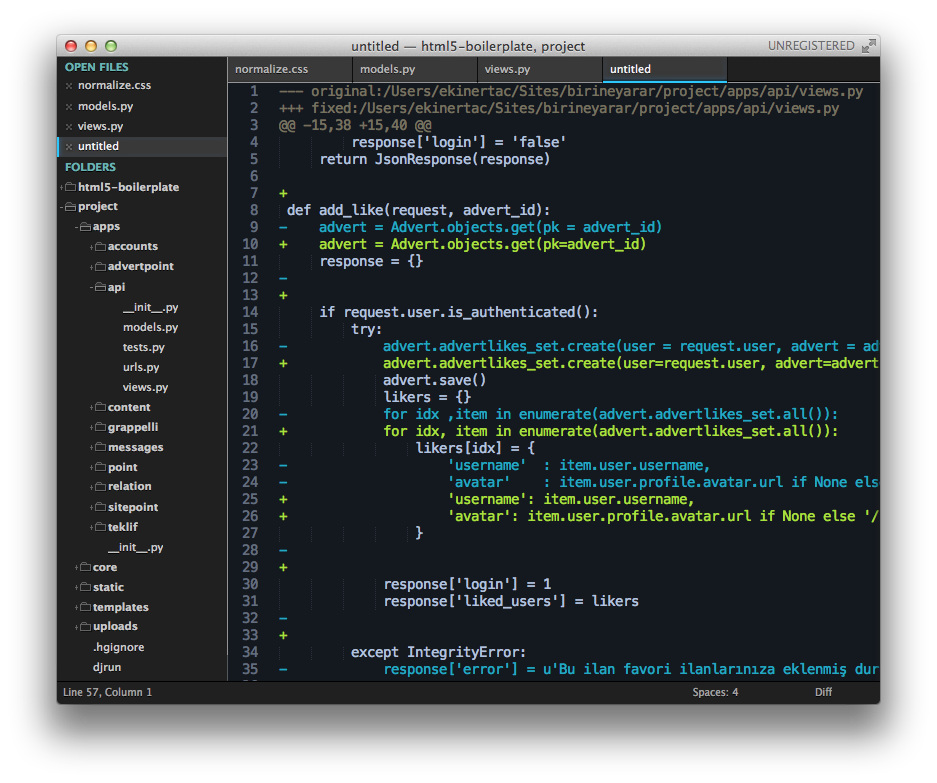 untitled — html5-boilerplate, project
UNREGISTERED
OPEN FILES
normalize.css
models.py
views.py
untitled
FOLDERS
html5-boilerplate
project
apps
accounts
advertpoint
api
__init__.py
models.py
tests.py
urls.py
views.py
content
grappelli
messages
point
relation
sitepoint
teklif
__init__.py
core
static
templates
uploads
.hgignore
djrun
normalize.css models.py views.py untitled
1 --- original:/Users/ekinertac/Sites/birineyarar/project/apps/api/views.py
2 +++ fixed:/Users/ekinertac/Sites/birineyarar/project/apps/api/views.py
3 @@ -15,38 +15,40 @@
4 response['login'] = 'false'
5 return JsonResponse(response)
6
7 +
8 def add_like(request, advert_id):
9 - advert = Advert.objects.get(pk = advert_id)
10 + advert = Advert.objects.get(pk=advert_id)
11 response = {}
12 -
13 +
14 if request.user.is_authenticated():
15 try:
16 - advert.advertlikes_set.create(user = request.user, advert = ad
17 + advert.advertlikes_set.create(user=request.user, advert=advert
18 advert.save()
19 likers = {}
20 - for idx ,item in enumerate(advert.advertlikes_set.all()):
21 + for idx, item in enumerate(advert.advertlikes_set.all()):
22 likers[idx] = {
23 - 'username' : item.user.username,
24 - 'avatar' : item.user.profile.avatar.url if None els
25 + 'username': item.user.username,
26 + 'avatar': item.user.profile.avatar.url if None else '/
27 }
28 -
29 +
30 response['login'] = 1
31 response['liked_users'] = likers
32 -
33 +
34 except IntegrityError:
35 - response['error'] = u'Bu ilan favori ilanlarınıza eklenmiş dur
Line 57, Column 1
Spaces: 4
Diff